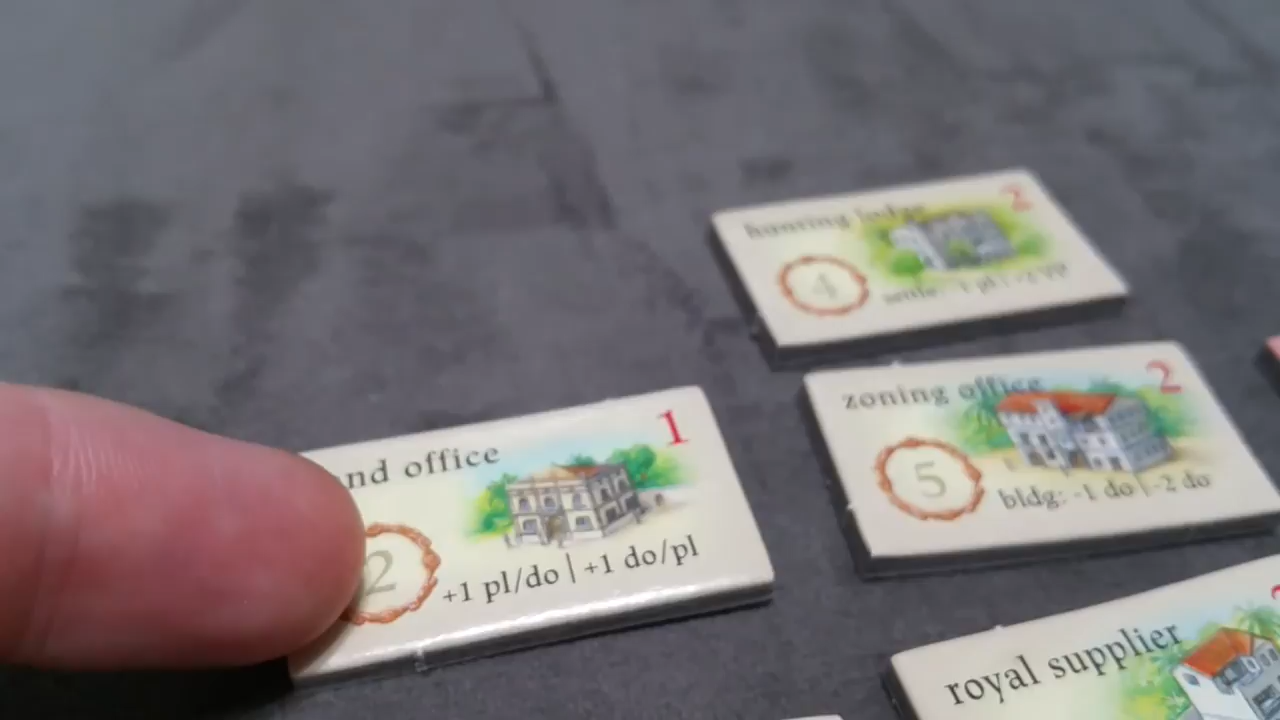 hunting lodge 2
4
zoning office 2
5
bldg: -1 do | -2 do
nd office 1
2
+1 pl/do | +1 do/pl
royal supplier